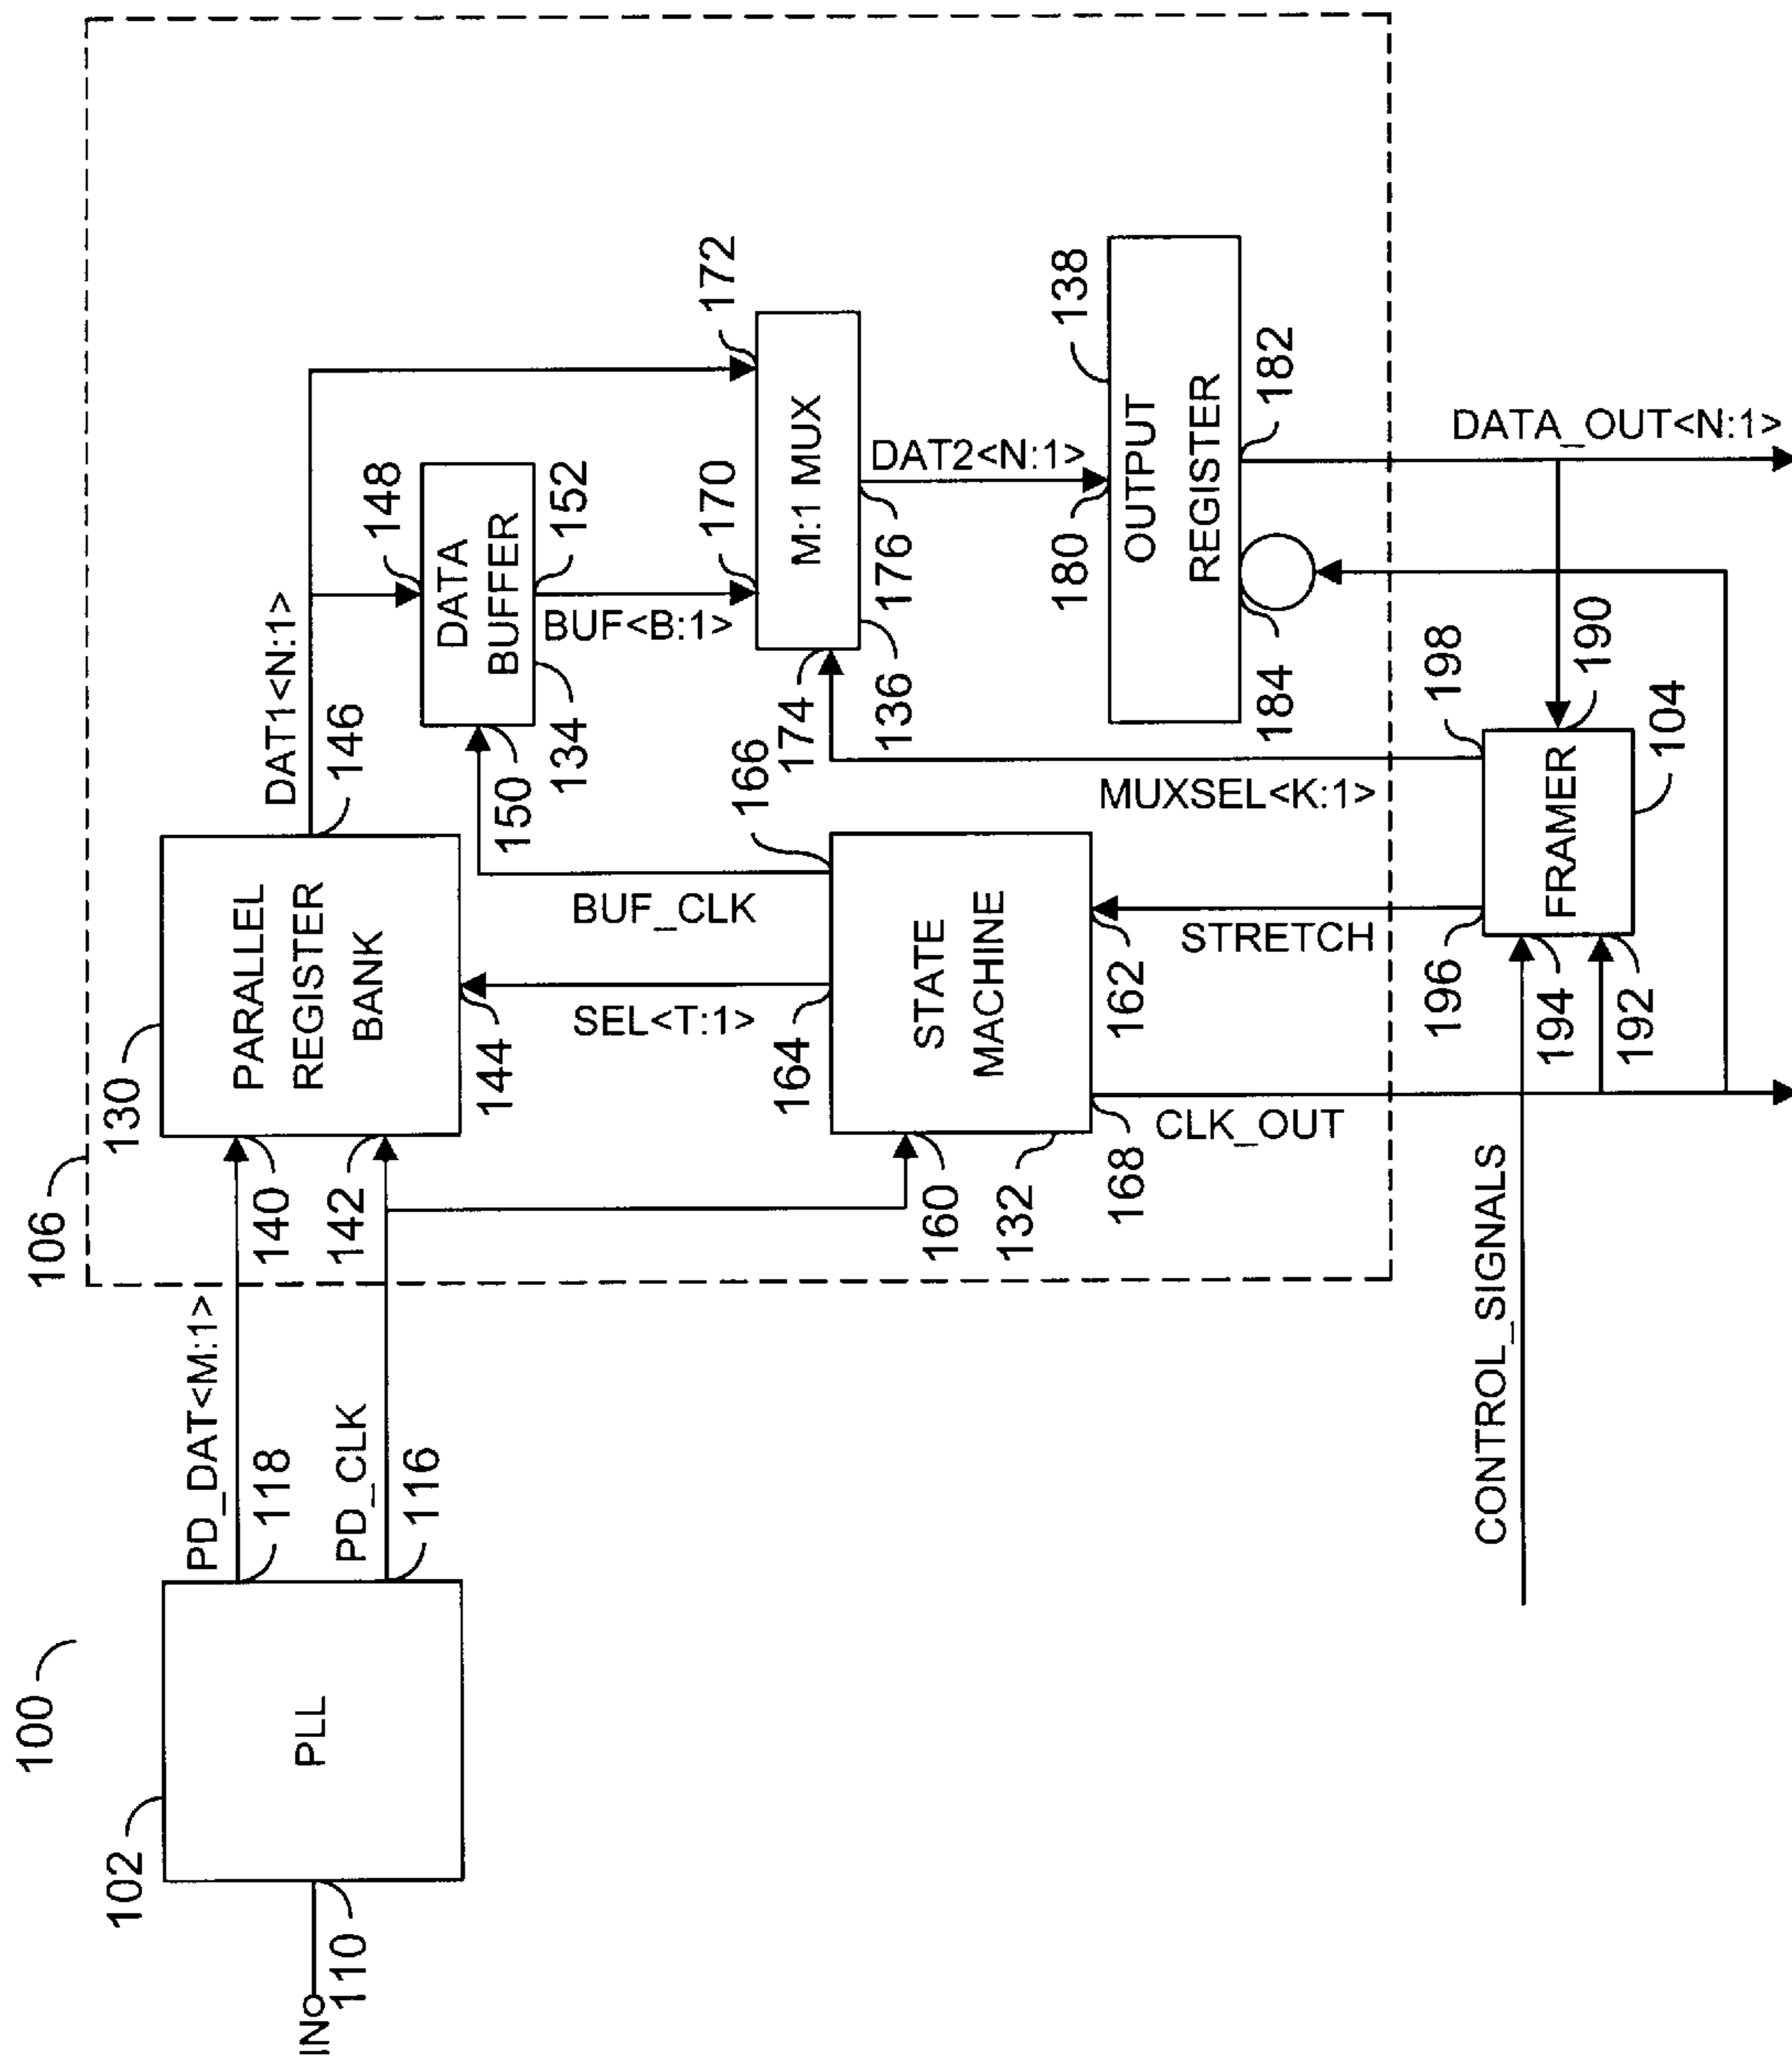 100
102
PLL
IN
110
PD_DAT<M:1>
118
PD_CLK
116
106
130
140
142
PARALLEL
REGISTER
BANK
144
DAT1<N:1>
146
148
DATA
BUFFER
150
134
152
BUF<B:1>
BUF_CLK
166
SEL<T:1>
164
160
132
STATE
MACHINE
162
168
CLK_OUT
STRETCH
170
172
M:1 MUX
174
136
176
DAT2<N:1>
MUXSEL<K:1>
180
138
OUTPUT
REGISTER
184
182
DATA_OUT<N:1>
198
190
FRAMER
104
196
194
192
CONTROL_SIGNALS